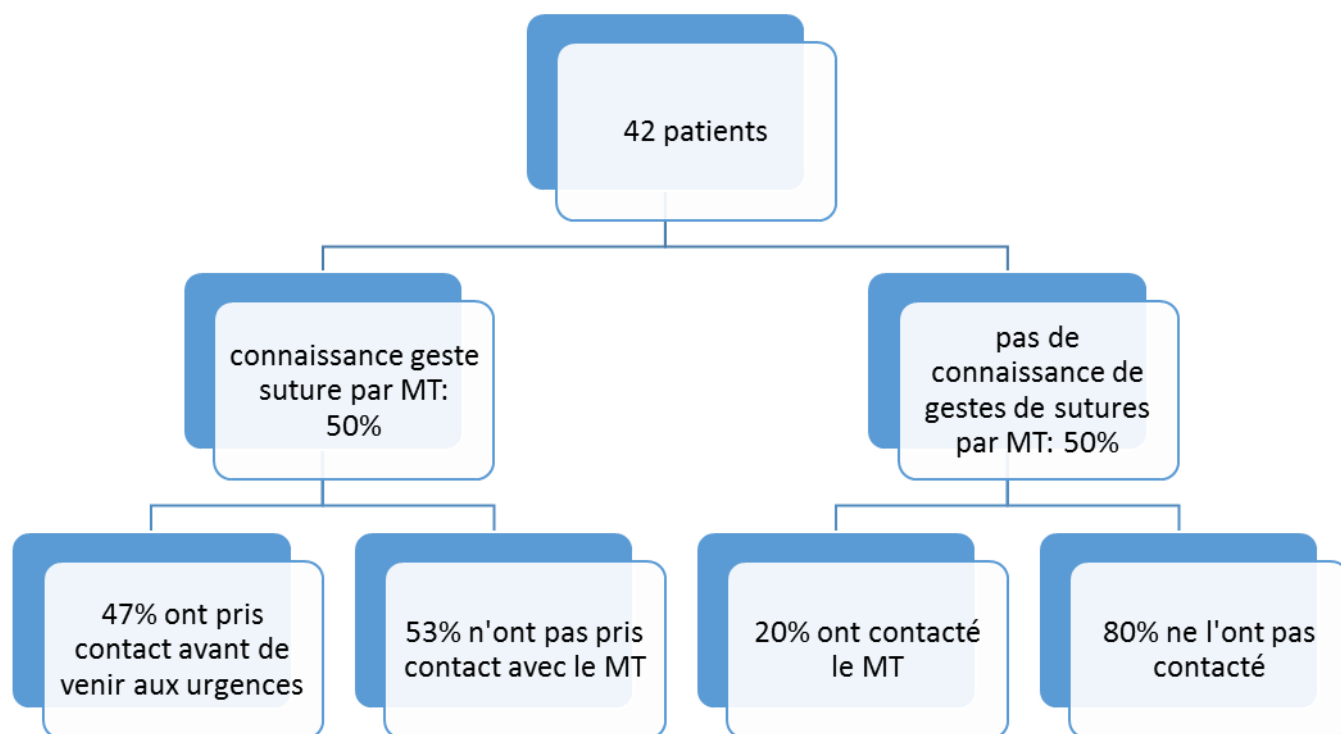 42 patients
connaissance geste
suture par MT:
50%
pas de
connaissance de
gestes de sutures
par MT: 50%
47% ont pris
contact avant de
venir aux urgences
53% n'ont pas pris
contact avec le MT
20% ont contacté
le MT
80% ne l'ont pas
contacté